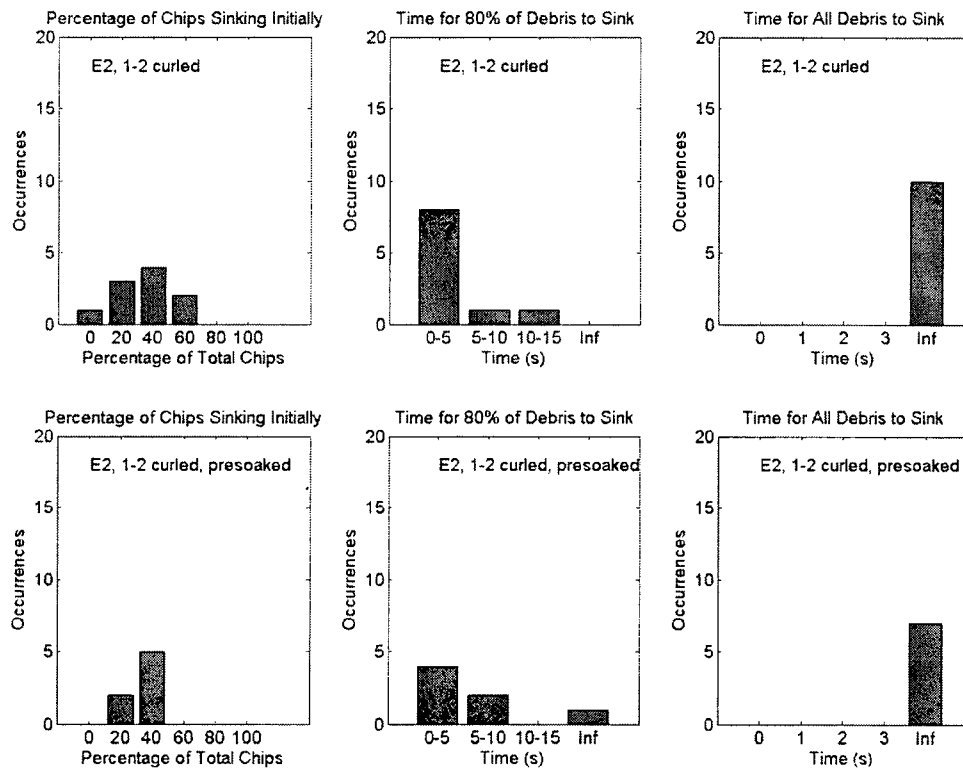 Percentage of Chips Sinking Initially
20
15
10
5
0
Occurrences
E2, 1-2 curled
0 20 40 60 80 100
Percentage of Total Chips
Time for 80% of Debris to Sink
20
15
10
5
0
Occurrences
E2, 1-2 curled
0-5 5-10 10-15 Inf
Time (s)
Time for All Debris to Sink
20
15
10
5
0
Occurrences
E2, 1-2 curled
0 1 2 3 Inf
Time (s)
Percentage of Chips Sinking Initially
20
15
10
5
0
Occurrences
E2, 1-2 curled, presoaked
0 20 40 60 80 100
Percentage of Total Chips
Time for 80% of Debris to Sink
20
15
10
5
0
Occurrences
E2, 1-2 curled, presoaked
0-5 5-10 10-15 Inf
Time (s)
Time for All Debris to Sink
20
15
10
5
0
Occurrences
E2, 1-2 curled, presoaked
0 1 2 3 Inf
Time (s)